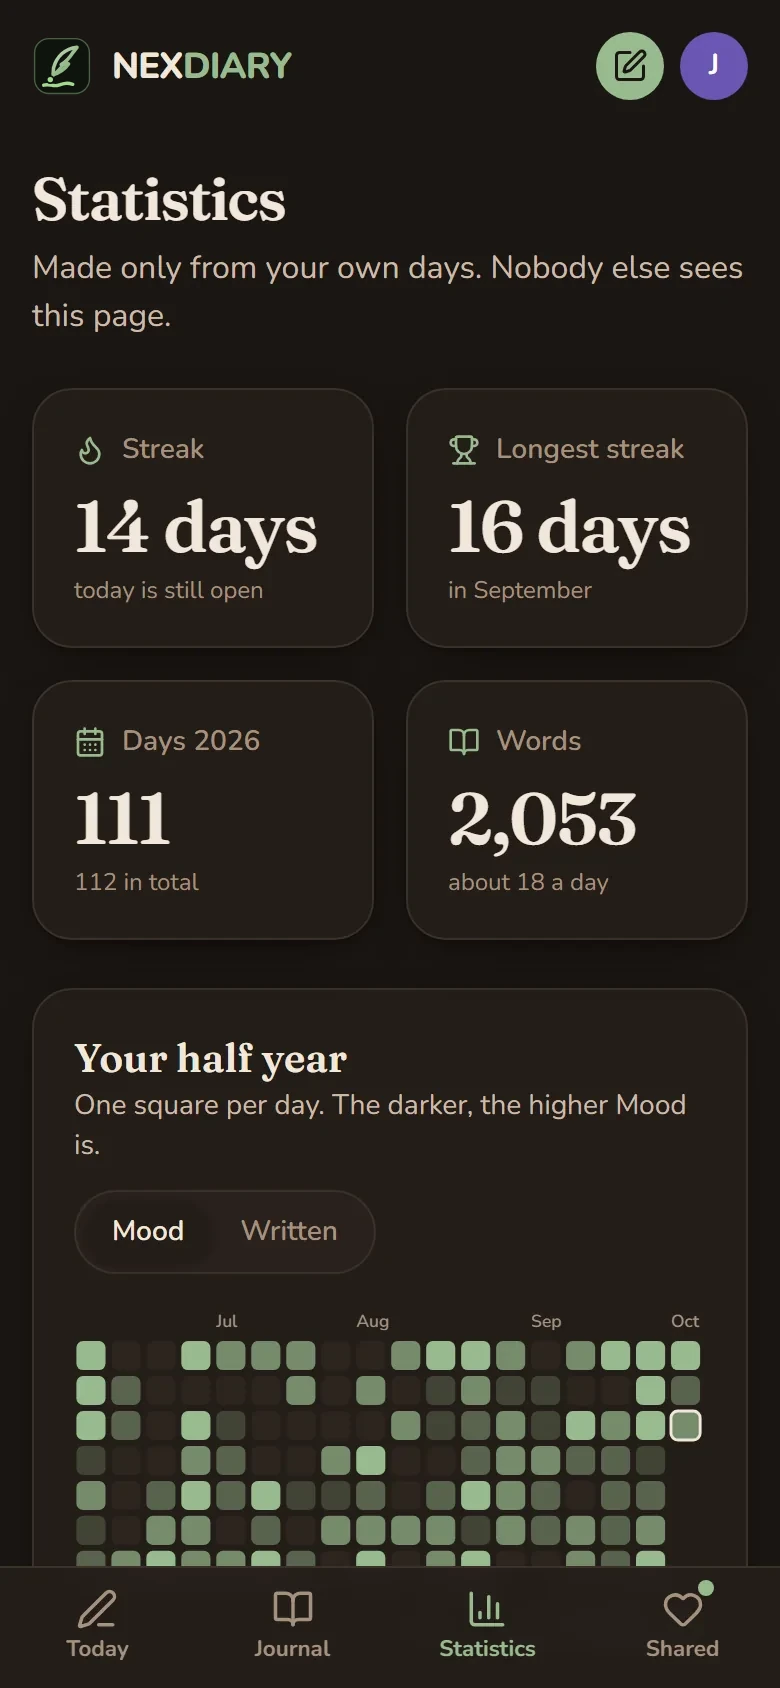 NEXDIARY
J
Statistics
Made only from your own days. Nobody else sees
this page.
Streak
14 days
today is still open
Longest streak
16 days
in September
Days 2026
111
112 in total
Words
2,053
about 18 a day
Your half year
One square per day. The darker, the higher Mood
is.
Mood
Written
Jul
Aug
Sep
Oct
Today
Journal
Statistics
Shared